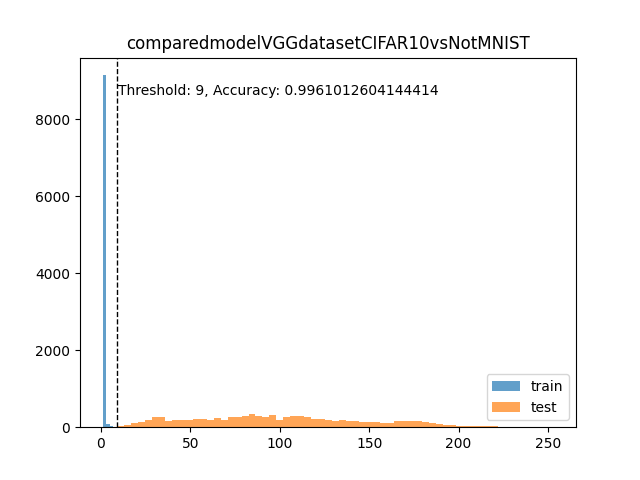 comparedmodelVGGdatasetCIFAR10vsNotMNIST
Threshold: 9, Accuracy: 0.9961012604144414
8000
6000
4000
2000
0
train
test
0 50 100 150 200 250